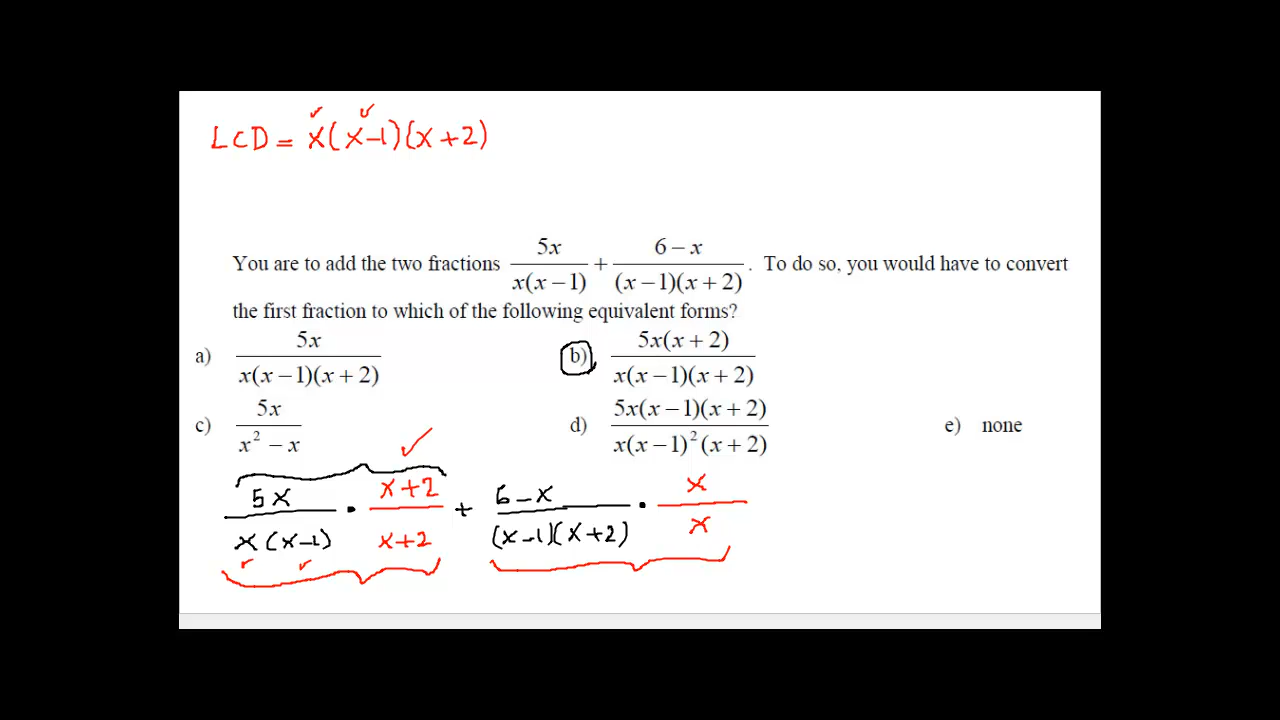 LCD = x(x-1)(x+2)
You are to add the two fractions 5x/x(x − 1) + 6 − x/(x − 1)(x + 2). To do so, you would have to convert
the first fraction to which of the following equivalent forms?
a) 5x/x(x − 1)(x + 2) b) 5x(x + 2)/x(x − 1)(x + 2)
c) 5x/x² − x d) 5x(x − 1)(x + 2)/x(x − 1)²(x + 2) e) none
5x/x(x-1) · x+2/x+2 + 6-x/(x-1)(x+2) · x/x